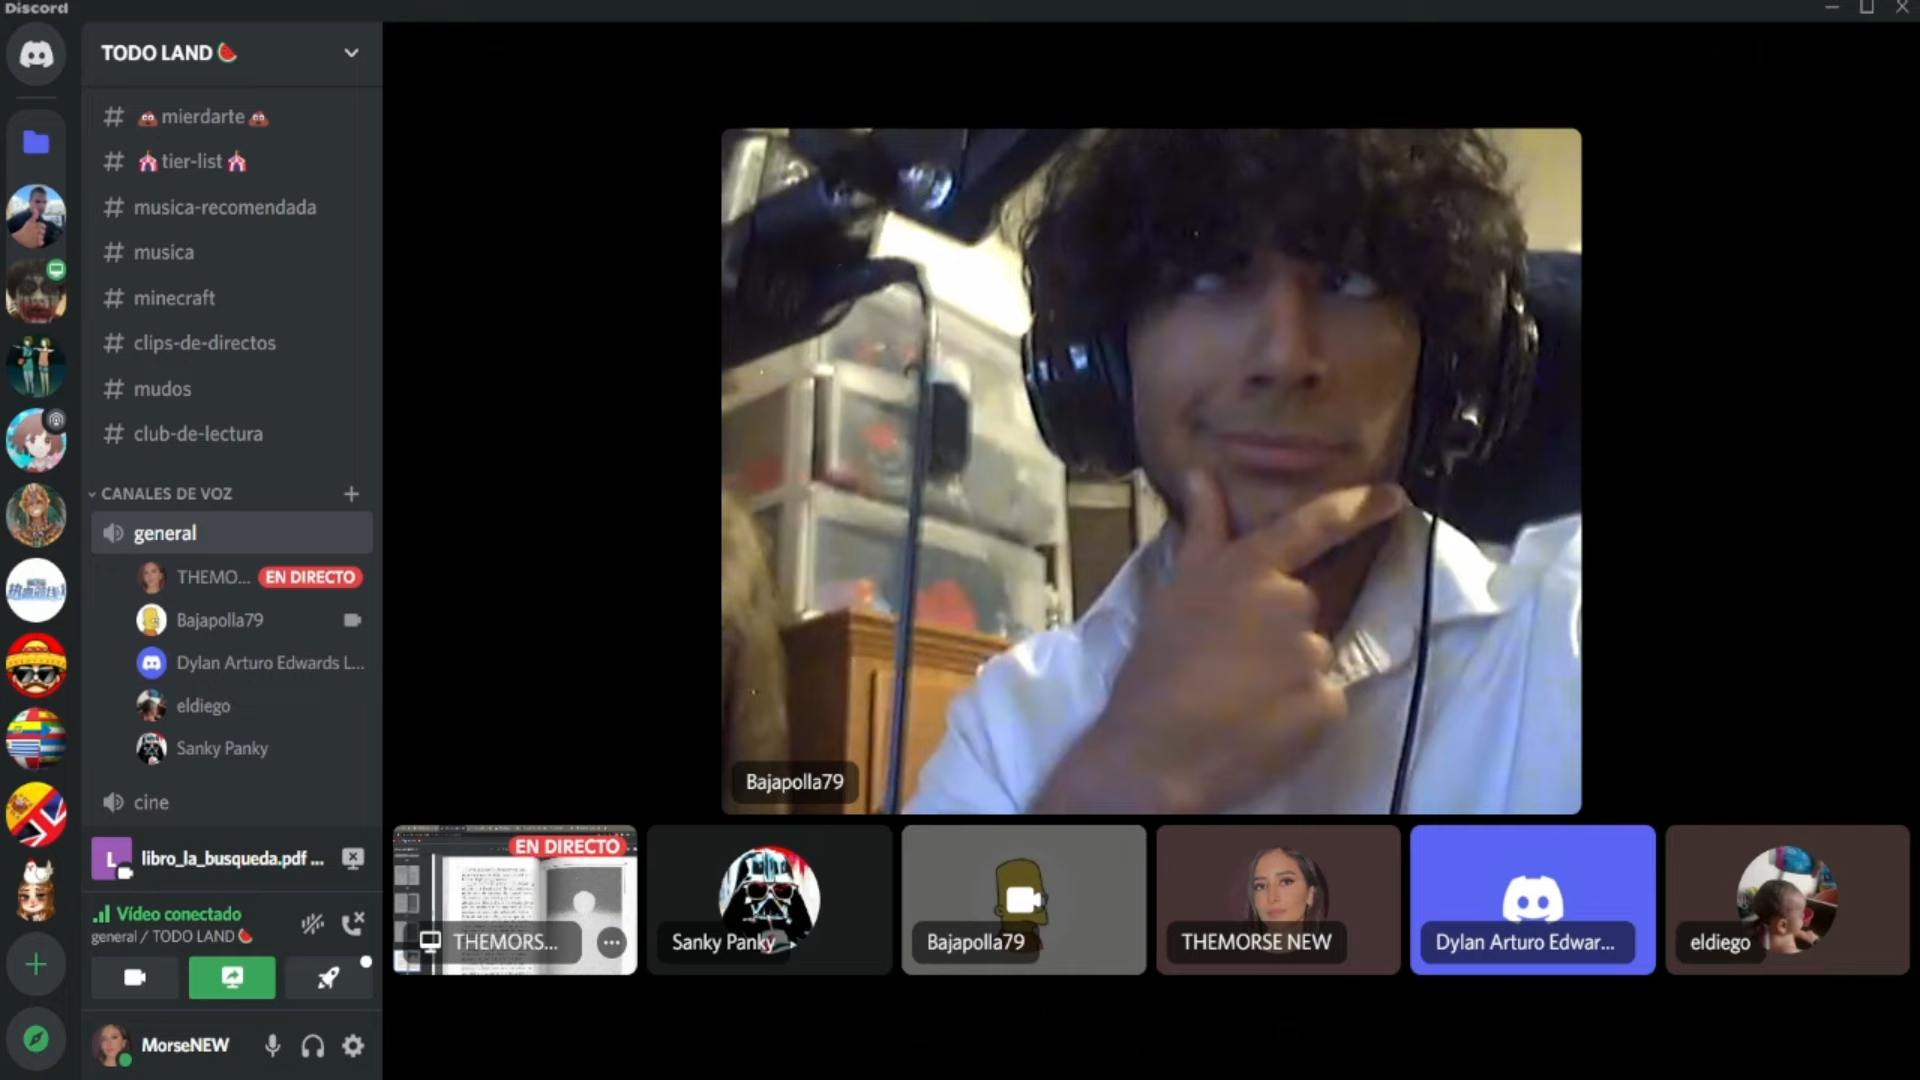 Discord
TODO LAND
mierdarte
tier-list
musica-recomendada
musica
minecraft
clips-de-directos
mudos
club-de-lectura
CANALES DE VOZ
general
THEMO... EN DIRECTO
Bajapolla79
Dylan Arturo Edwards L...
eldiego
Sanky Panky
cine
L libro_la_busqueda.pdf ...
Vídeo conectado
general / TODO LAND
MorseNEW
Bajapolla79
EN DIRECTO
THEMORS...
Sanky Panky
Bajapolla79
THEMORSE NEW
Dylan Arturo Edwar...
eldiego